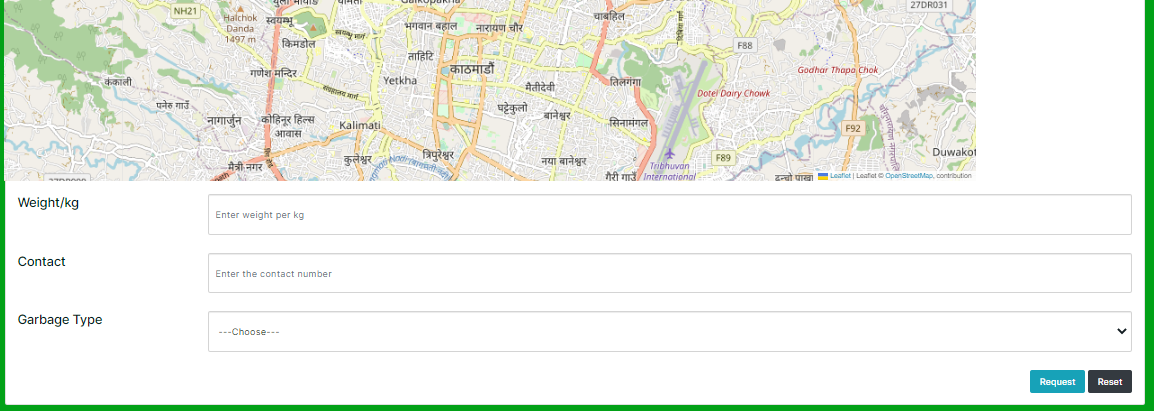 NH21
Halchok
Danda
1497 m
स्वयम्भू
स्वयम्भू मार्ग
किमडोल
भगवान बहाल
नारायण चौर
चाबहिल
27DR031
F88
ताहिटि
गणेश मन्दिर
Yetkha
काठमाडौं
मैतीदेवी
तिलगंगा
Godhar Thapa Chok
Dotel Dairy Chowk
कंकाली
पनेरु गाउँ
नागार्जुन
कोहिनूर हिल्स
आवास
Kalimati
घट्टेकुलो
बानेश्वर
सिनामंगल
F92
मैत्री नगर
कुलेश्वर
त्रिपुरेश्वर
नया बानेश्वर
F89
Duwakot
Tribhuvan
International
गैरी गाउँ
Leaflet | Leaflet © OpenStreetMap, contribution
Weight/kg
Enter weight per kg
Contact
Enter the contact number
Garbage Type
---Choose---
Request
Reset